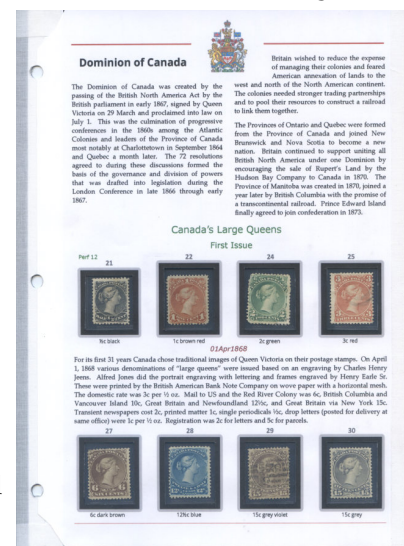 Dominion of Canada
The Dominion of Canada was created by the
passing of the British North America Act by the
British parliament in early 1867, signed by Queen
Victoria on 29 March and proclaimed into law on
July 1. This was the culmination of progressive
conferences in the 1860s among the Atlantic
Colonies and leaders of the Province of Canada
most notably at Charlottetown in September 1864
and Quebec a month later. The 72 resolutions
agreed to during these discussions formed the
basis of the governance and division of powers
that was drafted into legislation during the
London Conference in late 1866 through early
1867.
Britain wished to reduce the expense
of managing their colonies and feared
American annexation of lands to the
west and north of the North American continent.
The colonies needed stronger trading partnerships
and to pool their resources to construct a railroad
to link them together.
The Provinces of Ontario and Quebec were formed
from the Province of Canada and joined New
Brunswick and Nova Scotia to become a new
nation. Britain continued to support uniting all
British North America under one Dominion by
encouraging the sale of Rupert's Land by the
Hudson Bay Company to Canada in 1870. The
Province of Manitoba was created in 1870, joined a
year later by British Columbia with the promise of
a transcontinental railroad. Prince Edward Island
finally agreed to join confederation in 1873.
Canada's Large Queens
First Issue
Perf 12
21 22 24 25
½c black 1c brown red 2c green 3c red
01Apr1868
For its first 31 years Canada chose traditional images of Queen Victoria on their postage stamps. On April
1, 1868 various denominations of "large queens" were issued based on an engraving by Charles Henry
Jeens. Alfred Jones did the portrait engraving with lettering and frames engraved by Henry Earle Sr.
These were printed by the British American Bank Note Company on wove paper with a horizontal mesh.
The domestic rate was 3c per ½ oz. Mail to US and the Red River Colony was 6c, British Columbia and
Vancouver Island 10c, Great Britain and Newfoundland 12½c, and Great Britain via New York 15c.
Transient newspapers cost 2c, printed matter 1c, single periodicals ½c, drop letters (posted for delivery at
same office) were 1c per ½ oz. Registration was 2c for letters and 5c for parcels.
27 28 29 30
6c dark brown 12½c blue 15c grey violet 15c grey